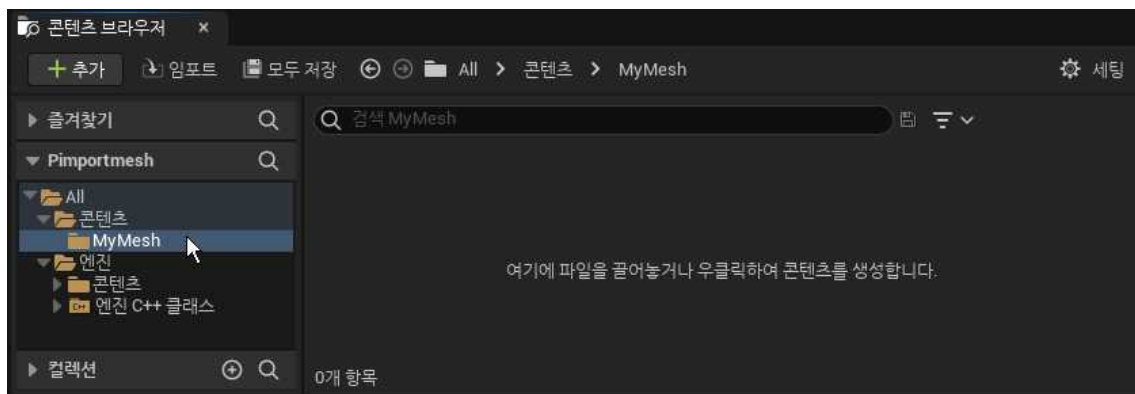 콘텐츠 브라우저 ×
+ 추가 임포트 모두 저장 All > 콘텐츠 > MyMesh 세팅
즐겨찾기
검색 MyMesh
Pimportmesh
All
콘텐츠
MyMesh
엔진
콘텐츠
C++ 엔진 C++ 클래스
여기에 파일을 끌어놓거나 우클릭하여 콘텐츠를 생성합니다.
컬렉션
0개 항목